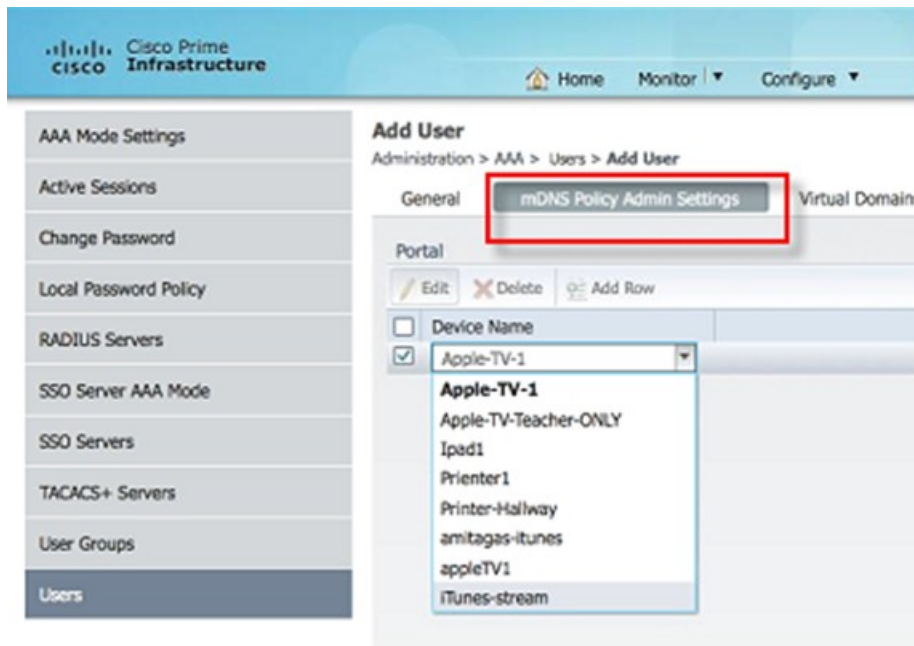 cisco Cisco Prime
Infrastructure
Home Monitor Configure
AAA Mode Settings
Active Sessions
Change Password
Local Password Policy
RADIUS Servers
SSO Server AAA Mode
SSO Servers
TACACS+ Servers
User Groups
Users
Add User
Administration > AAA > Users > Add User
General mDNS Policy Admin Settings Virtual Domain
Portal
Edit Delete Add Row
Device Name
Apple-TV-1
Apple-TV-1
Apple-TV-Teacher-ONLY
Ipad1
Prienter1
Printer-Hallway
amitagas-itunes
appleTV1
iTunes-stream